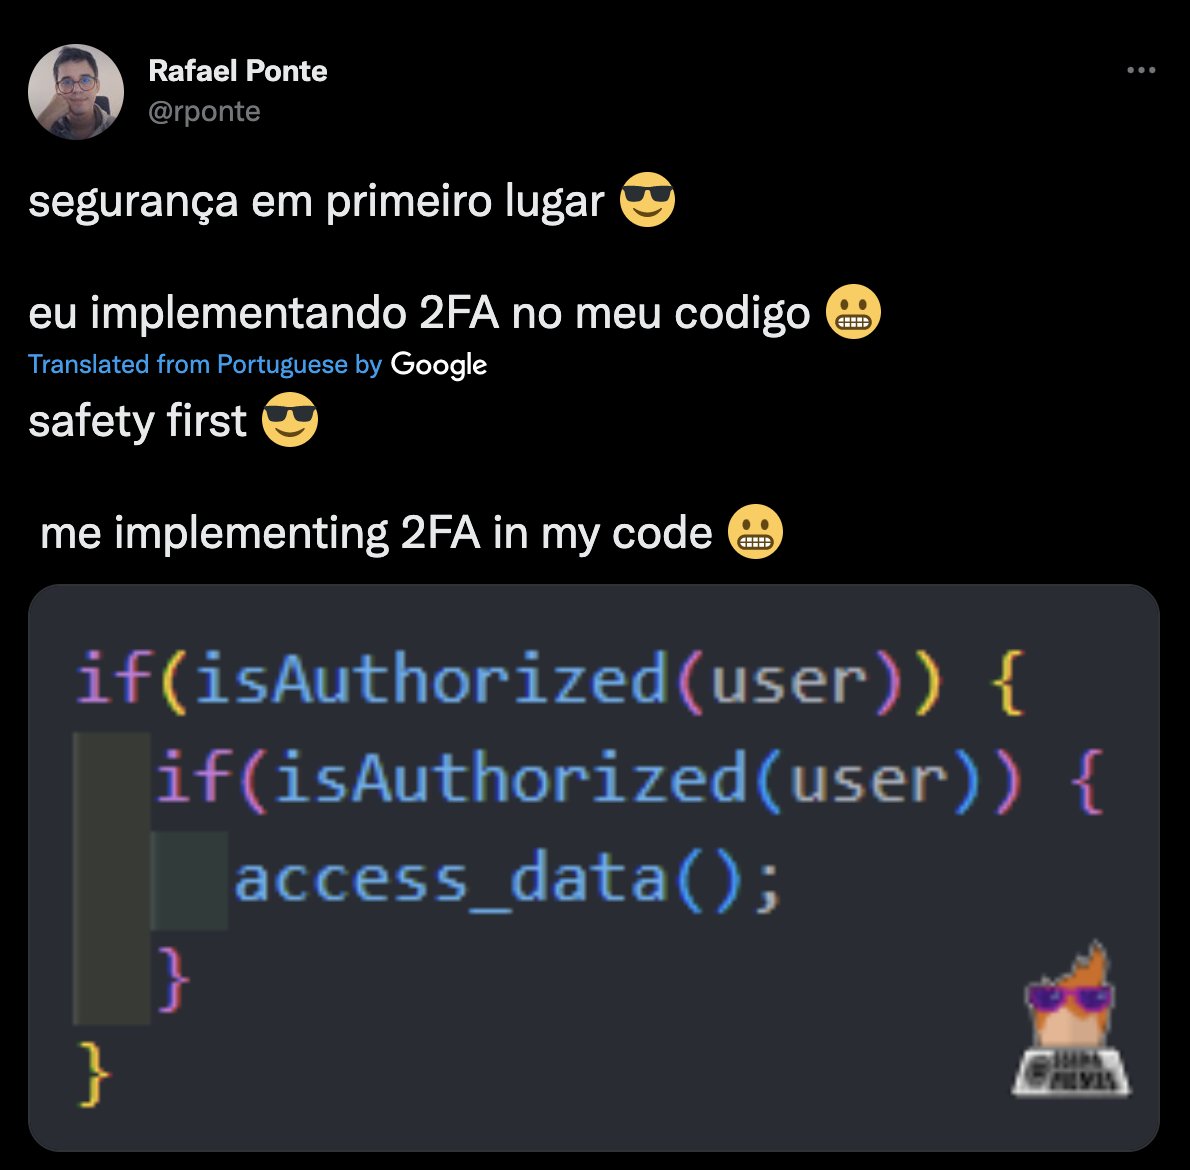 Rafael Ponte
@rponte
segurança em primeiro lugar 😎
eu implementando 2FA no meu codigo 😬
Translated from Portuguese by Google
safety first 😎
me implementing 2FA in my code 😬
if(isAuthorized(user)) {
if(isAuthorized(user)) {
access_data();
}
}